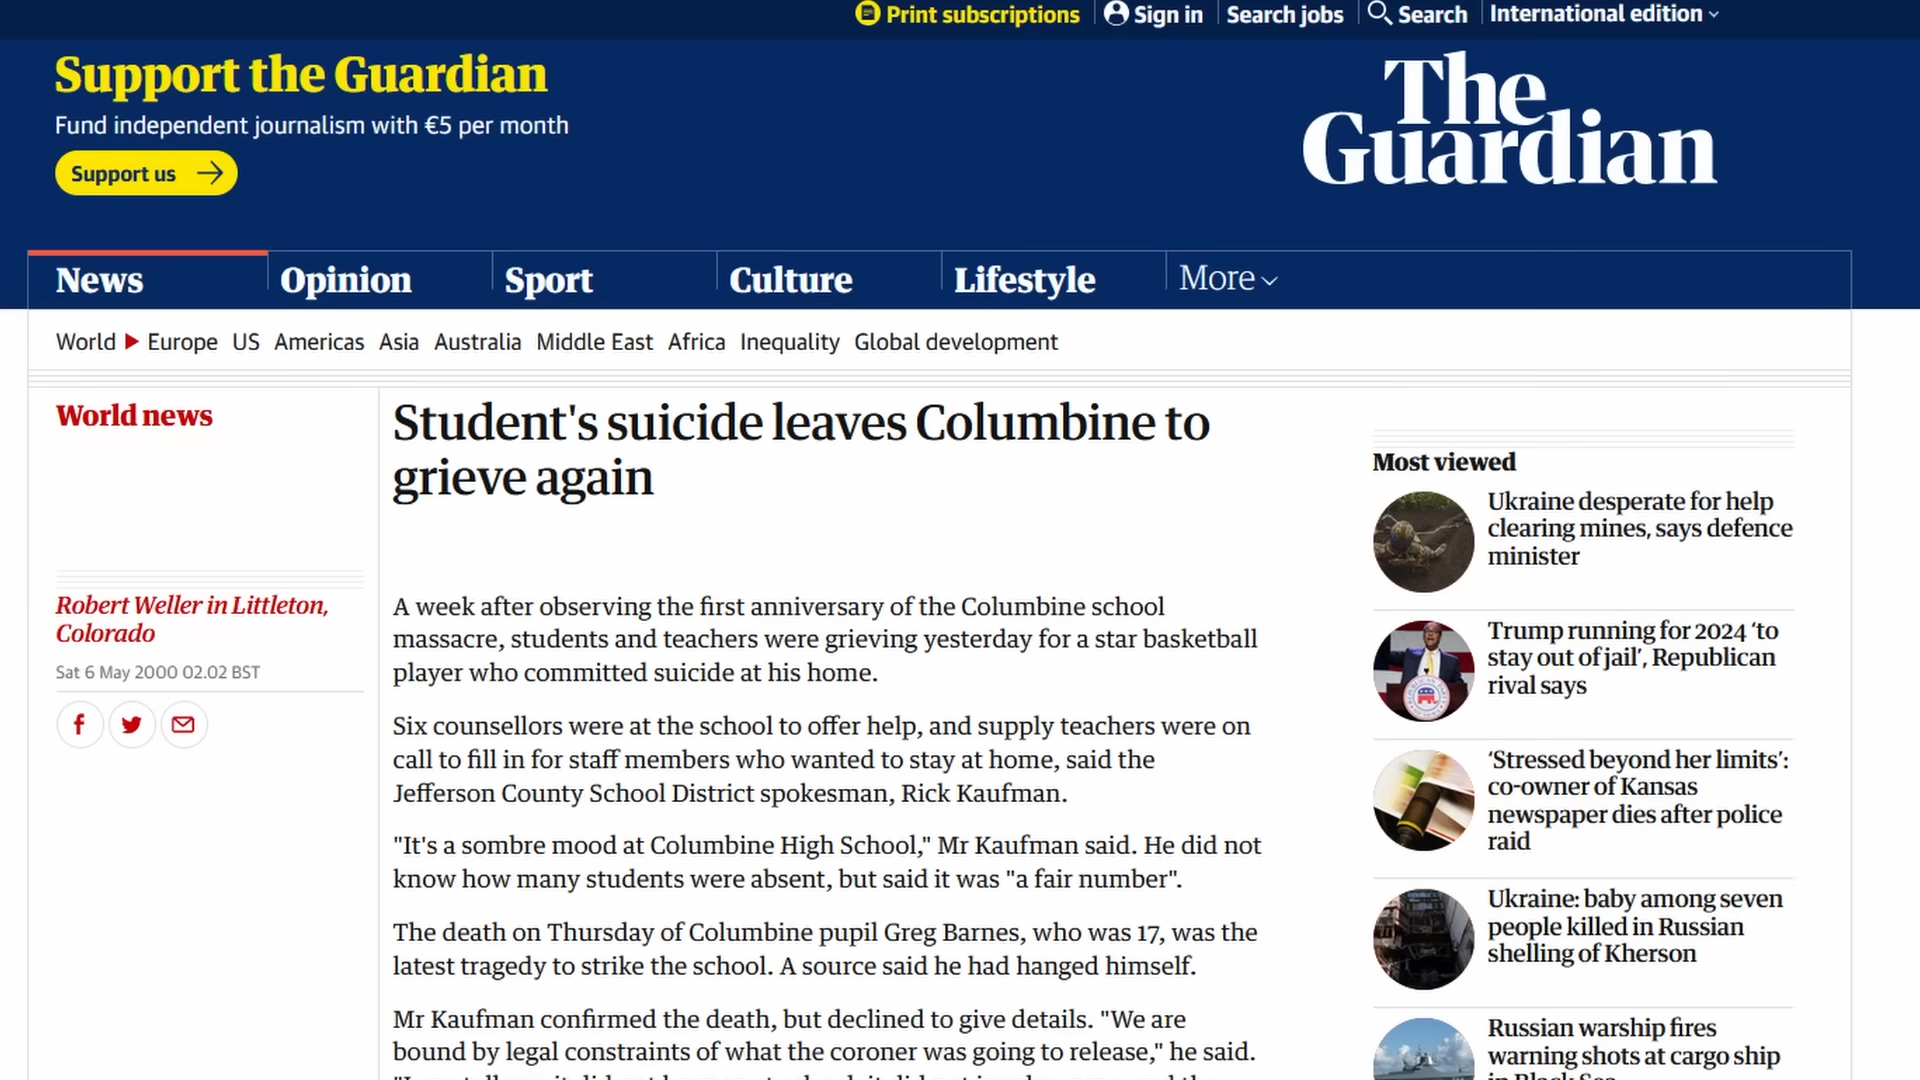 Print subscriptions
Sign in
Search jobs
Search
International edition
Support the Guardian
Fund independent journalism with €5 per month
Support us
The
Guardian
News
Opinion
Sport
Culture
Lifestyle
More
World
Europe
US
Americas
Asia
Australia
Middle East
Africa
Inequality
Global development
World news
Student's suicide leaves Columbine to
grieve again
Robert Weller in Littleton,
Colorado
Sat 6 May 2000 02.02 BST
A week after observing the first anniversary of the Columbine school
massacre, students and teachers were grieving yesterday for a star basketball
player who committed suicide at his home.
Six counsellors were at the school to offer help, and supply teachers were on
call to fill in for staff members who wanted to stay at home, said the
Jefferson County School District spokesman, Rick Kaufman.
"It's a sombre mood at Columbine High School," Mr Kaufman said. He did not
know how many students were absent, but said it was "a fair number".
The death on Thursday of Columbine pupil Greg Barnes, who was 17, was the
latest tragedy to strike the school. A source said he had hanged himself.
Mr Kaufman confirmed the death, but declined to give details. "We are
bound by legal constraints of what the coroner was going to release," he said.
Most viewed
Ukraine desperate for help
clearing mines, says defence
minister
Trump running for 2024 ‘to
stay out of jail’, Republican
rival says
‘Stressed beyond her limits’:
co-owner of Kansas
newspaper dies after police
raid
Ukraine: baby among seven
people killed in Russian
shelling of Kherson
Russian warship fires
warning shots at cargo ship
in Black Sea